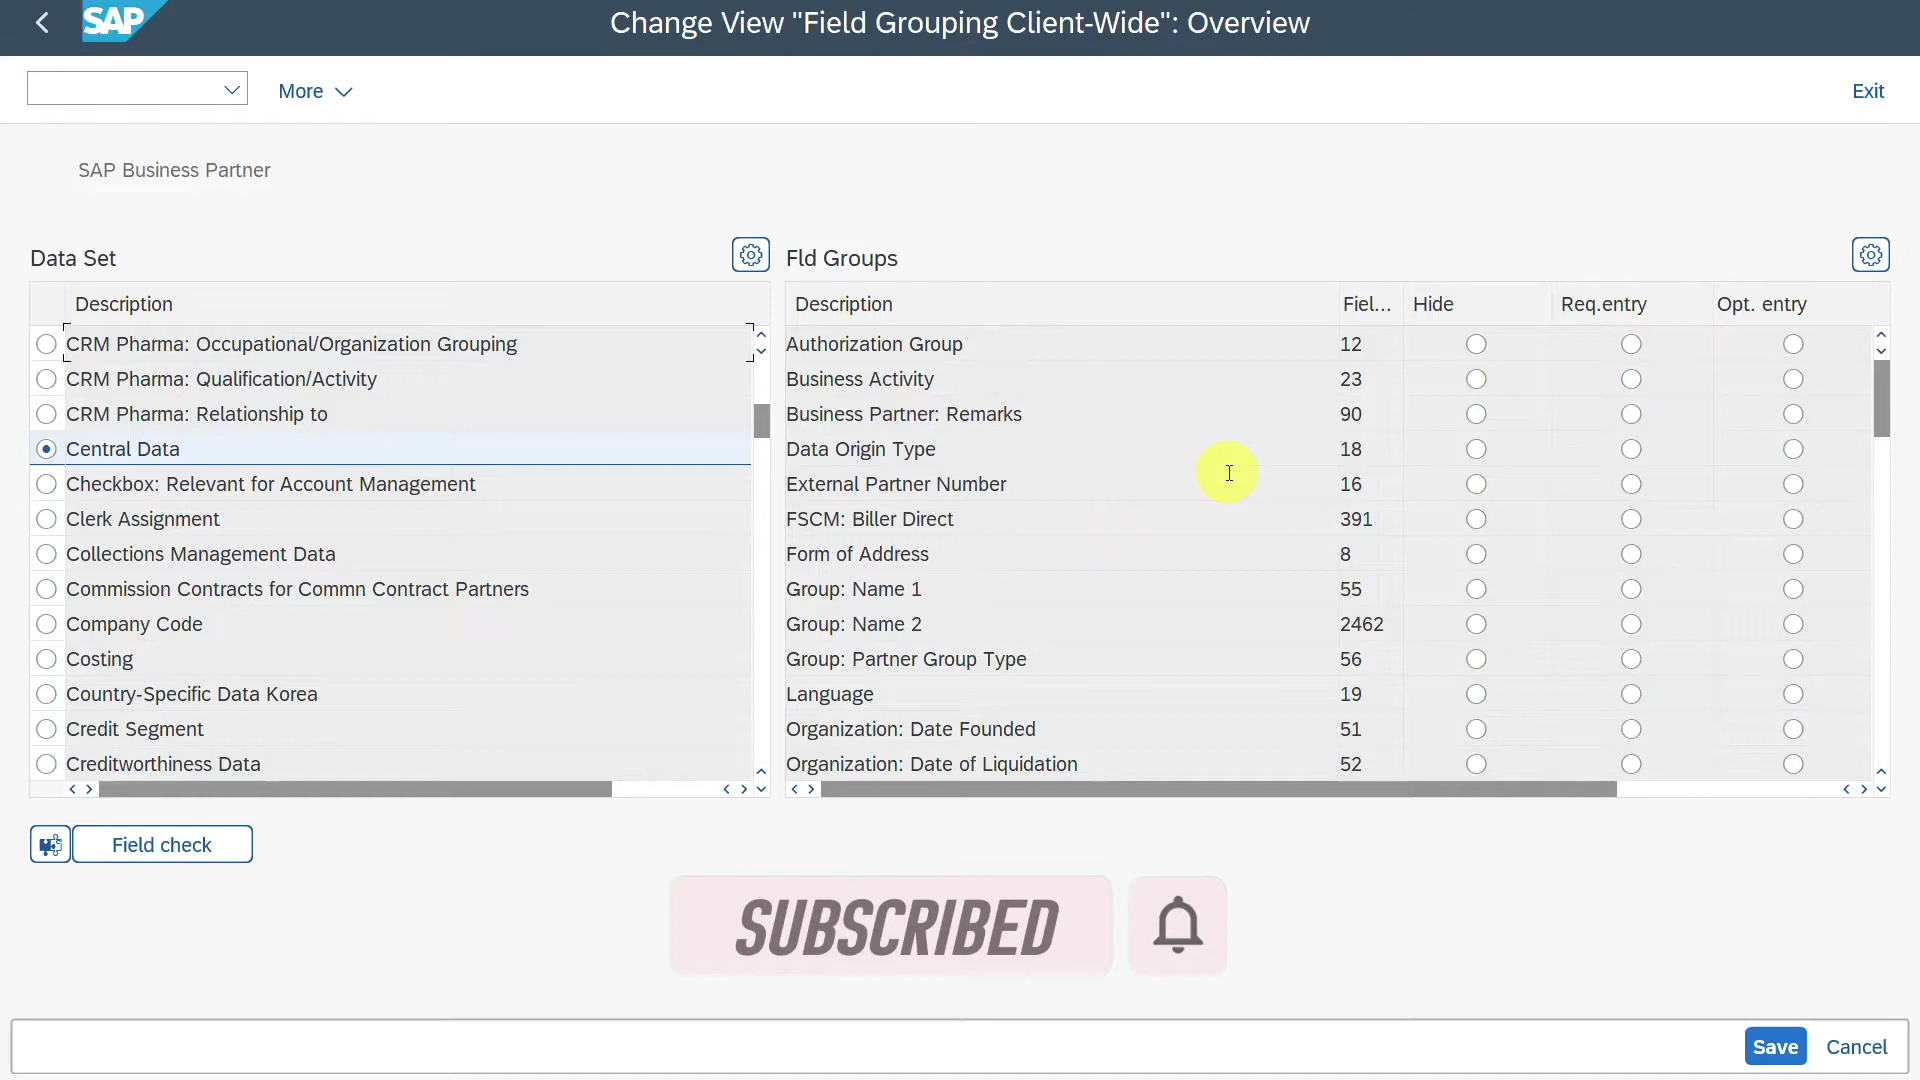 SAP
Change View "Field Grouping Client-Wide": Overview
More
Exit
SAP Business Partner
Data Set
Fld Groups
Description
Description Fiel... Hide Req.entry Opt. entry
CRM Pharma: Occupational/Organization Grouping
CRM Pharma: Qualification/Activity
CRM Pharma: Relationship to
Central Data
Checkbox: Relevant for Account Management
Clerk Assignment
Collections Management Data
Commission Contracts for Commn Contract Partners
Company Code
Costing
Country-Specific Data Korea
Credit Segment
Creditworthiness Data
Authorization Group 12
Business Activity 23
Business Partner: Remarks 90
Data Origin Type 18
External Partner Number 16
FSCM: Biller Direct 391
Form of Address 8
Group: Name 1 55
Group: Name 2 2462
Group: Partner Group Type 56
Language 19
Organization: Date Founded 51
Organization: Date of Liquidation 52
Field check
SUBSCRIBED
Save Cancel